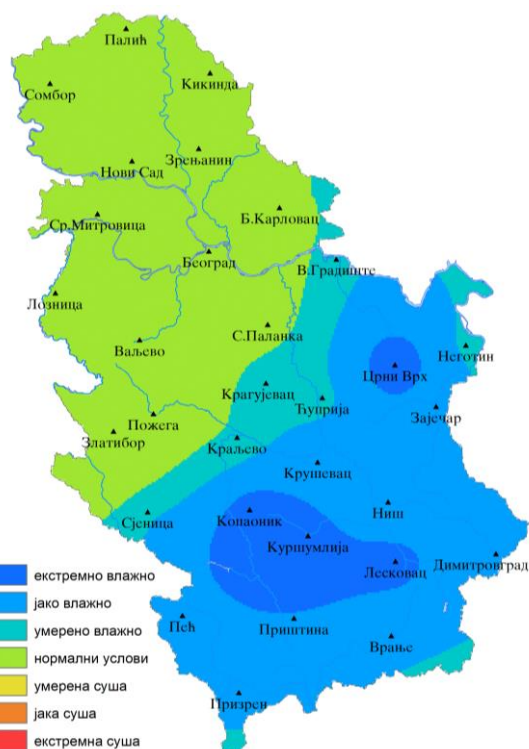 Палић
Сомбор
Кикинда
Зрењанин
Нови Сад
Б.Карловац
Ср.Митровица
Београд
В.Градиште
Лозница
С.Паланка
Ваљево
Неготин
Црни Врх
Крагујевац
Ћуприја
Зајечар
Пожега
Златибор
Краљево
Крушевац
Сјеница
Копаоник
Ниш
Куршумлија
Лесковац
Димитровград
Пећ
Приштина
Врање
Призрен
екстремно влажно
јако влажно
умерено влажно
нормални услови
умерена суша
јака суша
екстремна суша